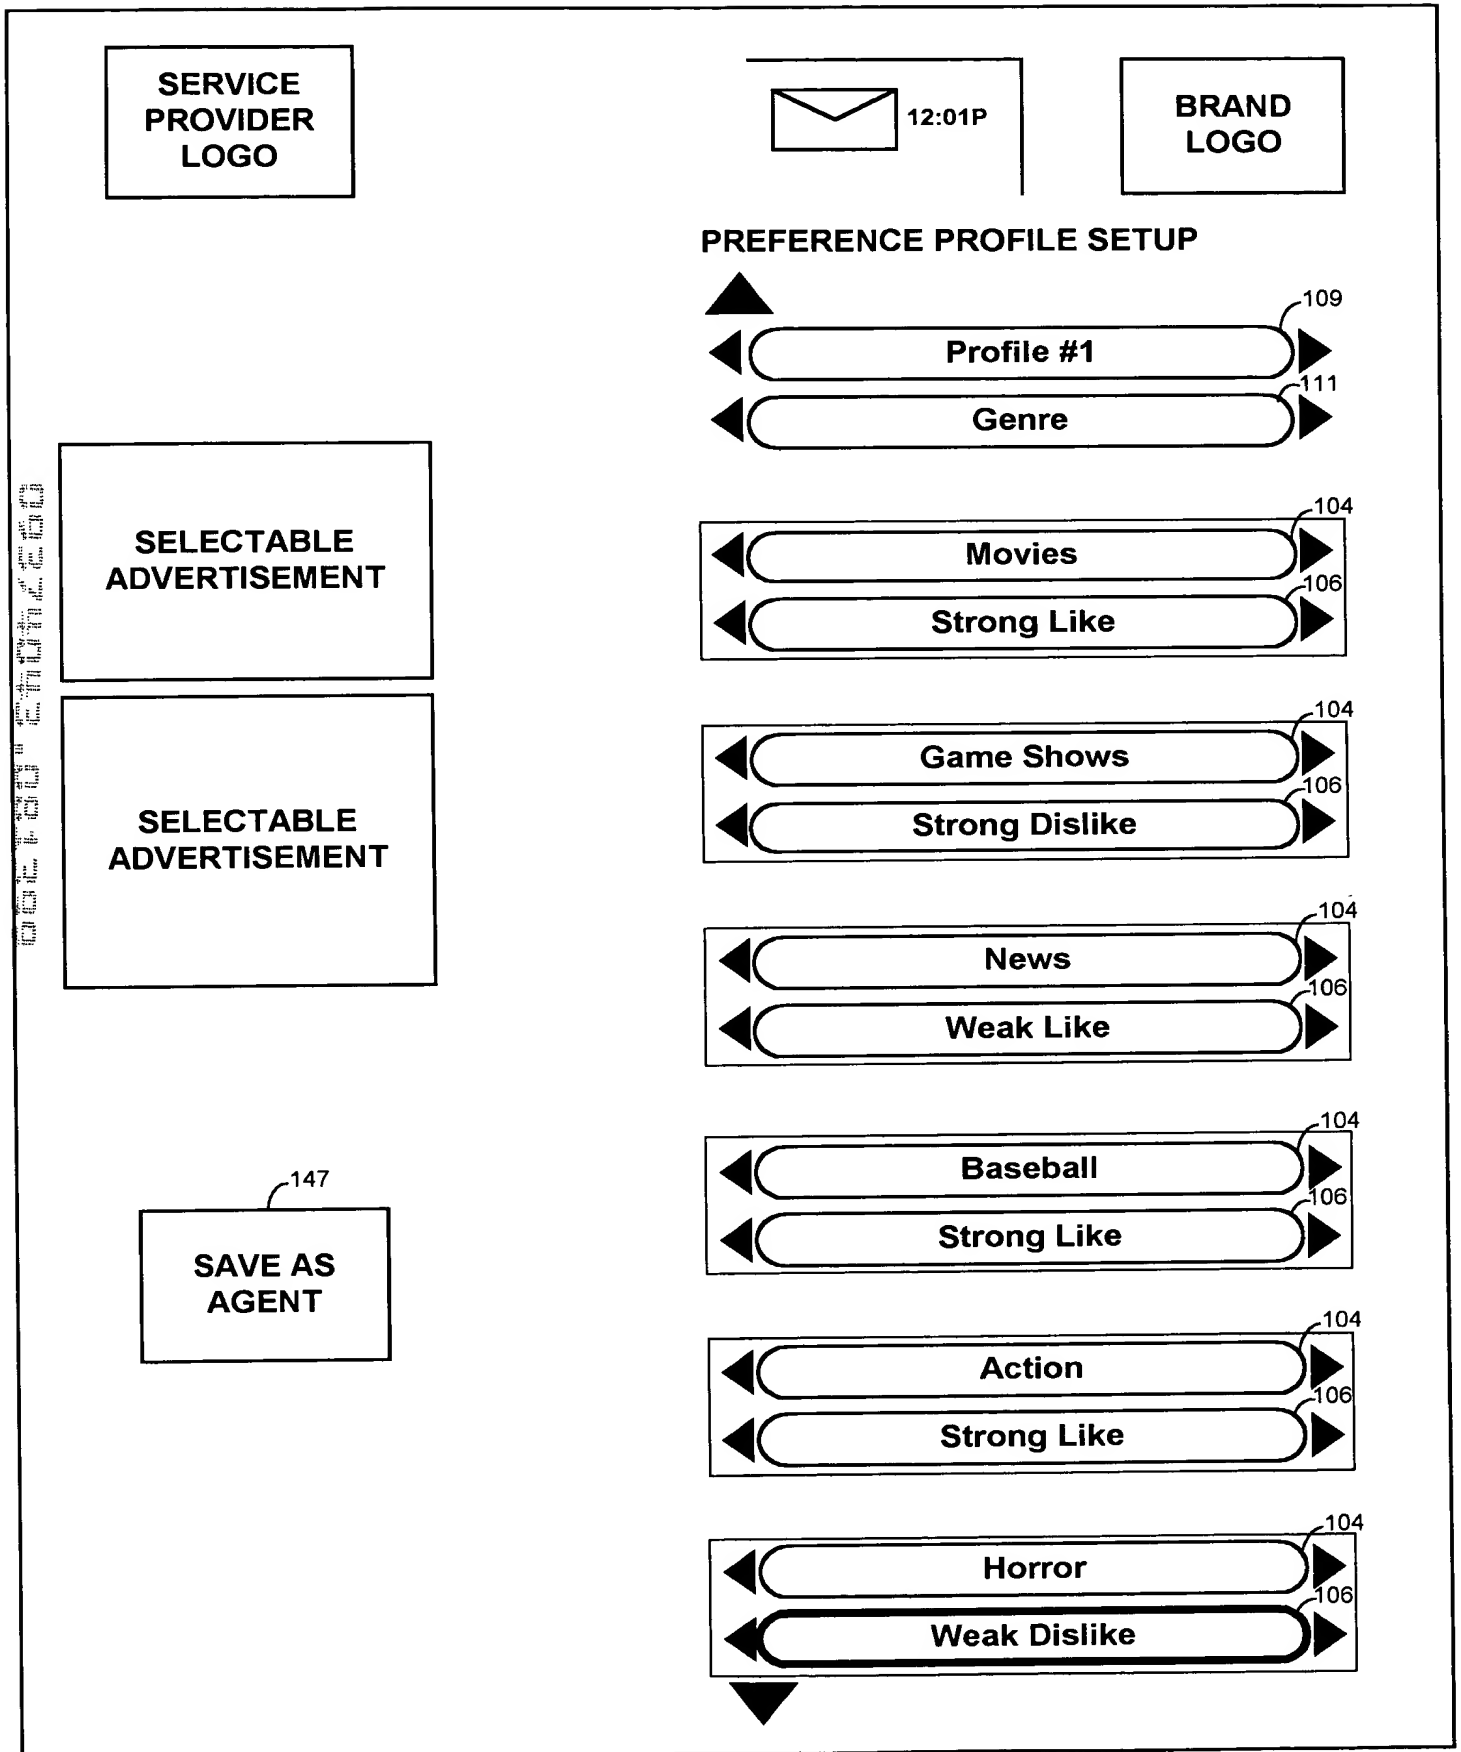 SERVICE
PROVIDER
LOGO
12:01P
BRAND
LOGO
PREFERENCE PROFILE SETUP
109
Profile #1
111
Genre
SELECTABLE
ADVERTISEMENT
104
Movies
106
Strong Like
SELECTABLE
ADVERTISEMENT
104
Game Shows
106
Strong Dislike
104
News
106
Weak Like
147
SAVE AS
AGENT
104
Baseball
106
Strong Like
104
Action
106
Strong Like
104
Horror
106
Weak Dislike